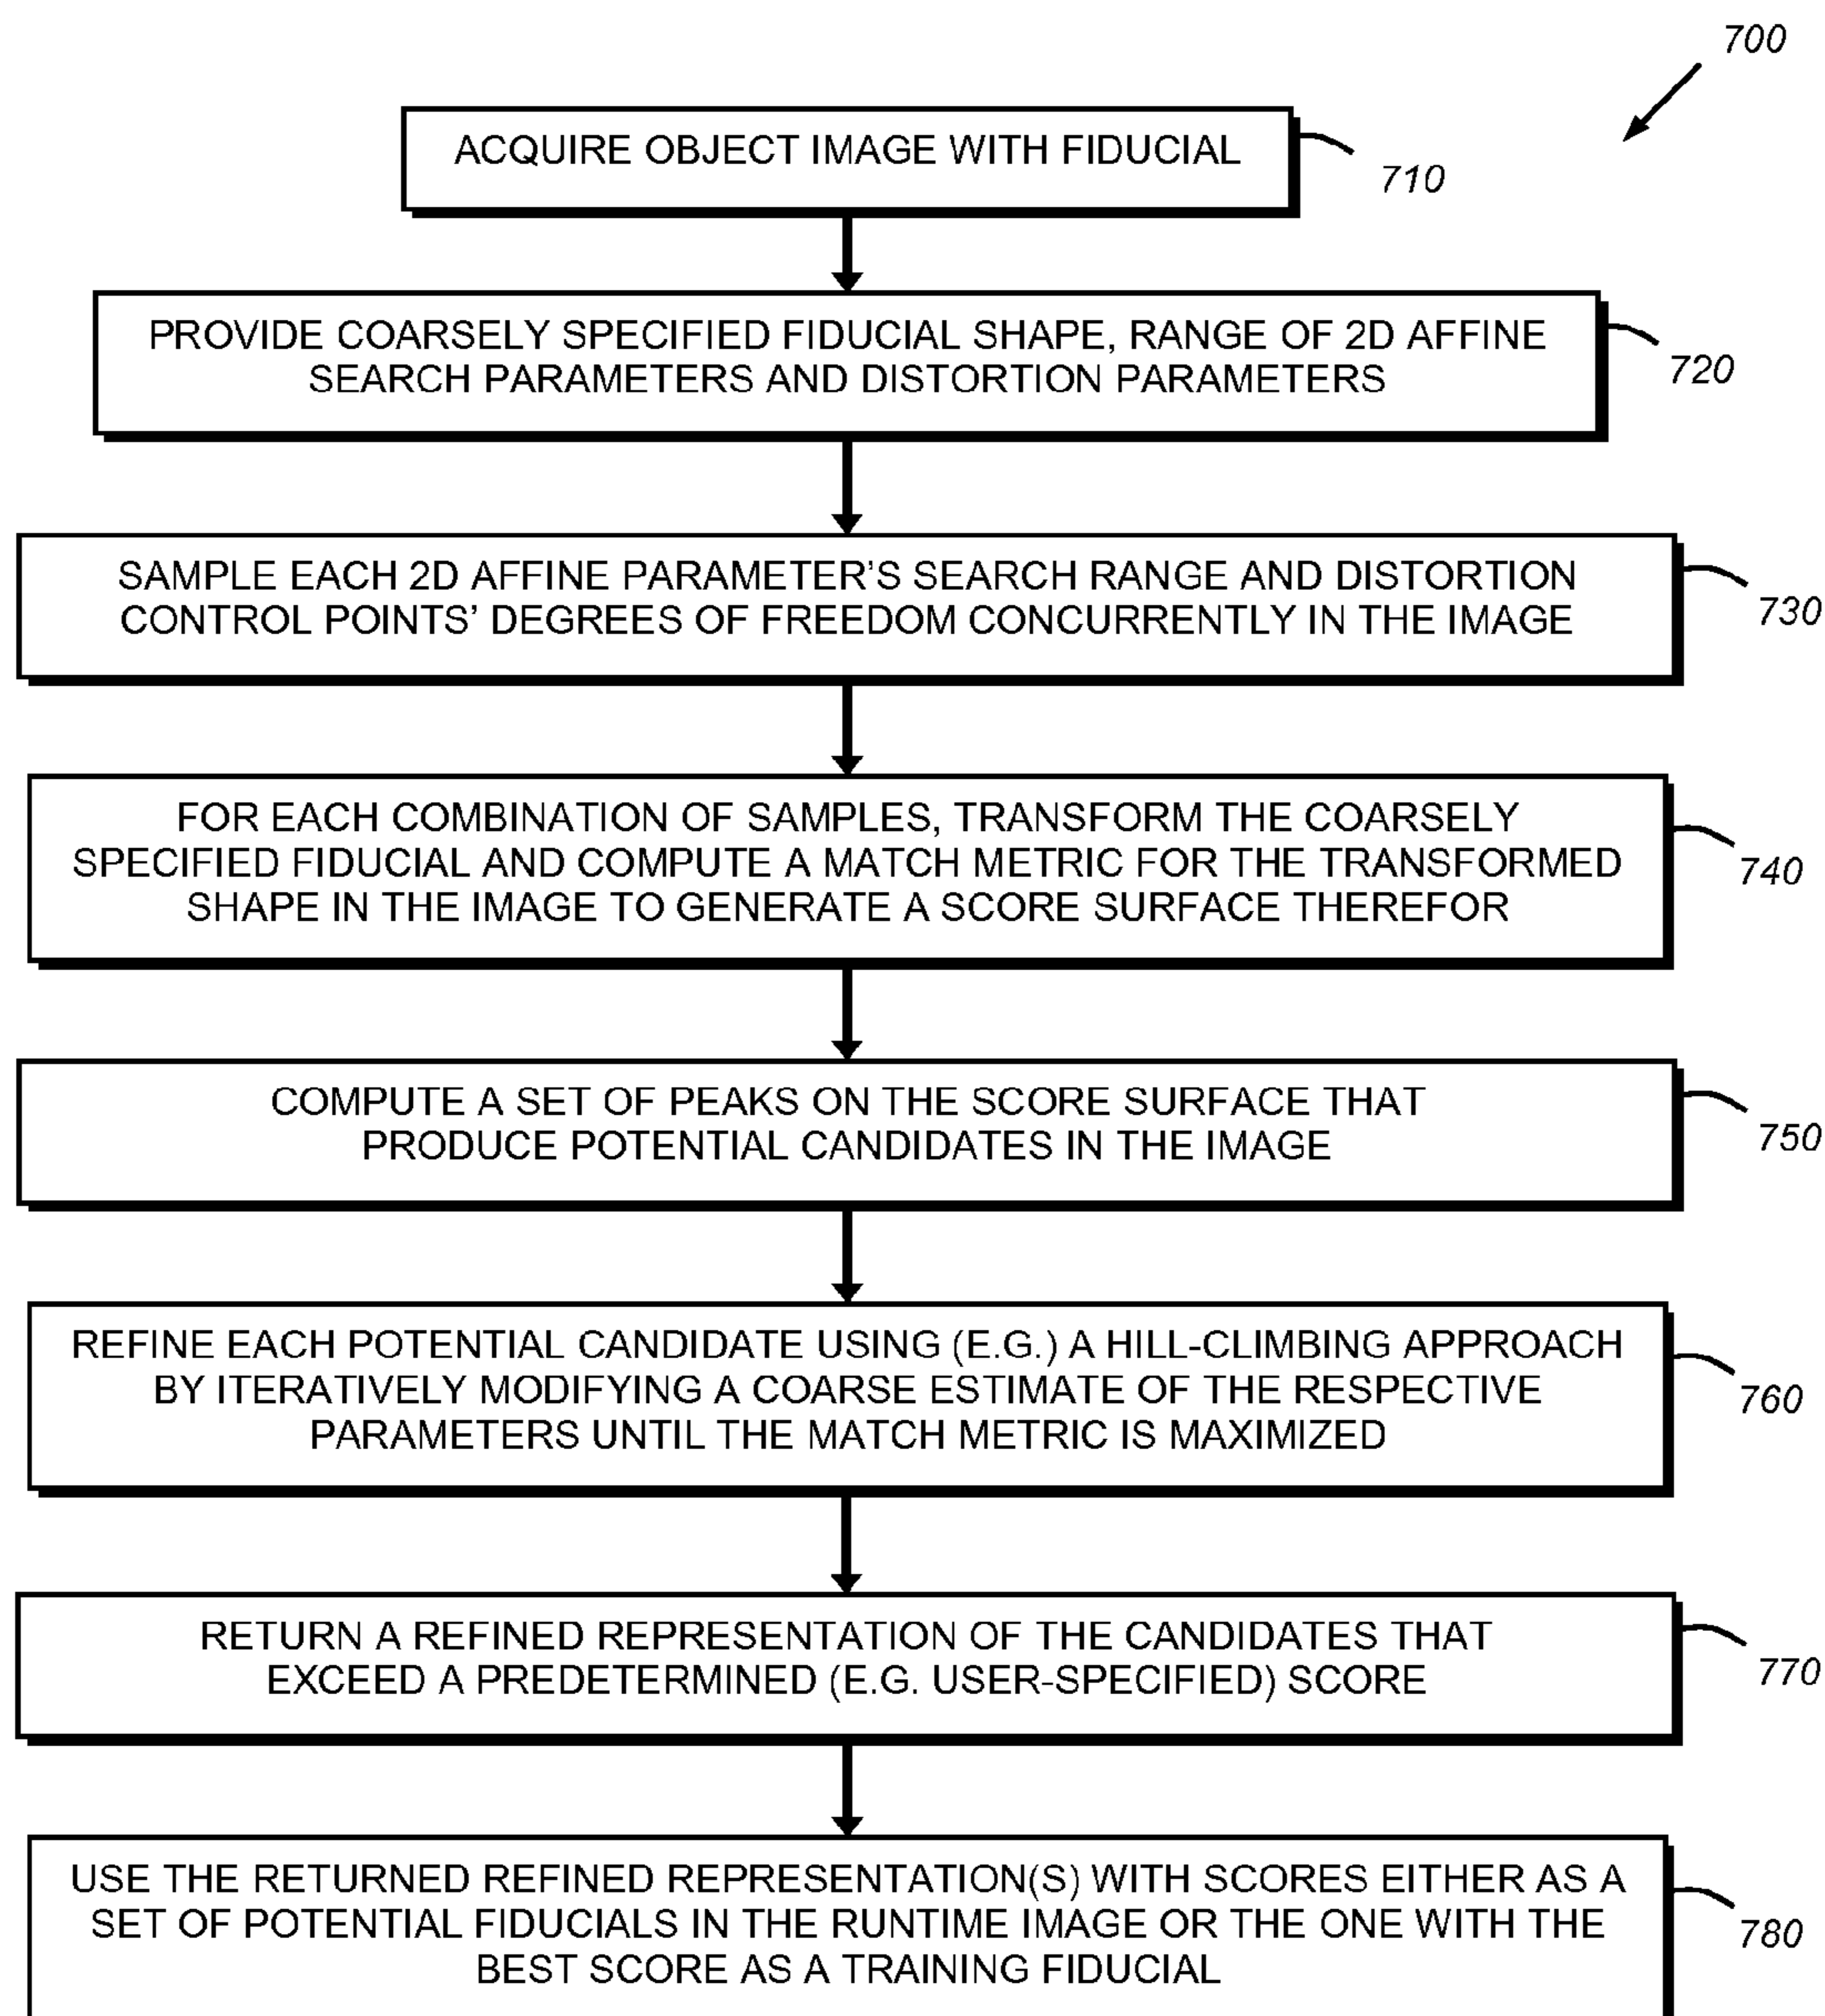 700
ACQUIRE OBJECT IMAGE WITH FIDUCIAL
710
PROVIDE COARSELY SPECIFIED FIDUCIAL SHAPE, RANGE OF 2D AFFINE
SEARCH PARAMETERS AND DISTORTION PARAMETERS
720
SAMPLE EACH 2D AFFINE PARAMETER'S SEARCH RANGE AND DISTORTION
CONTROL POINTS' DEGREES OF FREEDOM CONCURRENTLY IN THE IMAGE
730
FOR EACH COMBINATION OF SAMPLES, TRANSFORM THE COARSELY
SPECIFIED FIDUCIAL AND COMPUTE A MATCH METRIC FOR THE TRANSFORMED
SHAPE IN THE IMAGE TO GENERATE A SCORE SURFACE THEREFOR
740
COMPUTE A SET OF PEAKS ON THE SCORE SURFACE THAT
PRODUCE POTENTIAL CANDIDATES IN THE IMAGE
750
REFINE EACH POTENTIAL CANDIDATE USING (E.G.) A HILL-CLIMBING APPROACH
BY ITERATIVELY MODIFYING A COARSE ESTIMATE OF THE RESPECTIVE
PARAMETERS UNTIL THE MATCH METRIC IS MAXIMIZED
760
RETURN A REFINED REPRESENTATION OF THE CANDIDATES THAT
EXCEED A PREDETERMINED (E.G. USER-SPECIFIED) SCORE
770
USE THE RETURNED REFINED REPRESENTATION(S) WITH SCORES EITHER AS A
SET OF POTENTIAL FIDUCIALS IN THE RUNTIME IMAGE OR THE ONE WITH THE
BEST SCORE AS A TRAINING FIDUCIAL
780